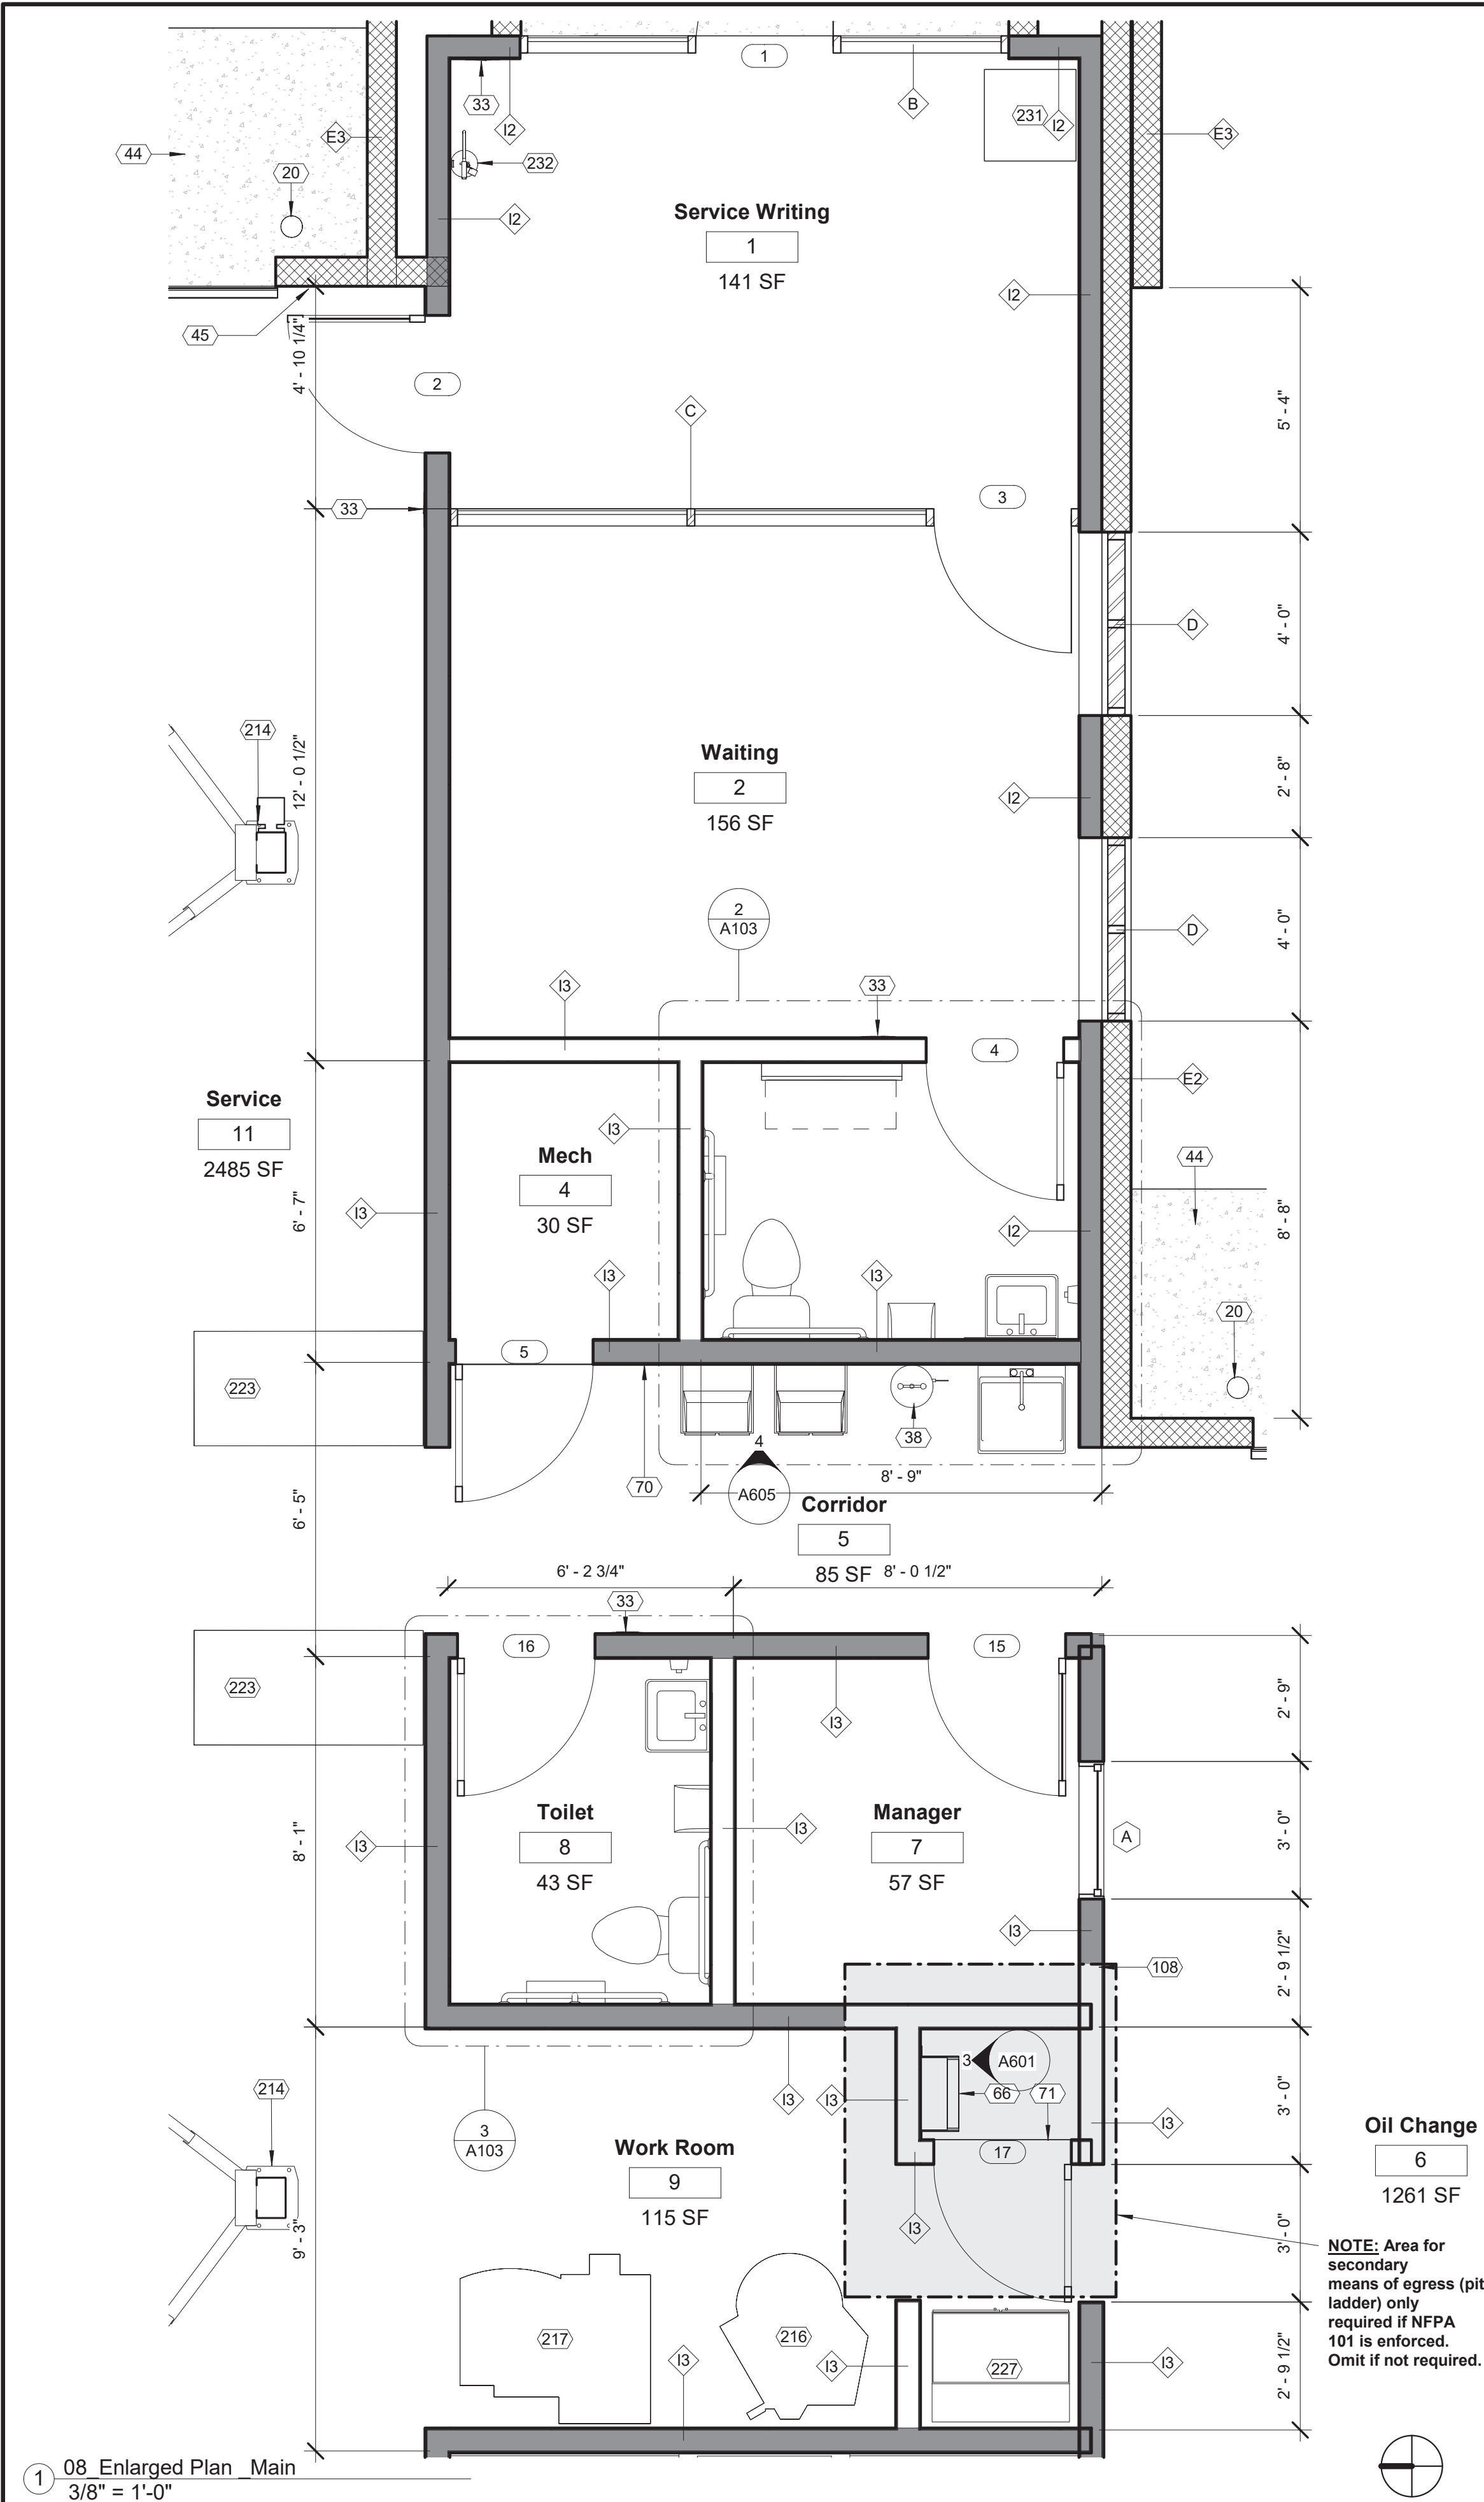 1
33
I2
B
231
I2
E3
E3
44
232
20
I2
Service Writing
1
141 SF
I2
45
4' - 10 1/4"
2
C
5' - 4"
3
33
4' - 0"
D
214
12' - 0 1/2"
Waiting
2
156 SF
I2
2' - 8"
2
A103
D
4' - 0"
I3
33
4
E2
Service
11
2485 SF
I3
Mech
4
30 SF
44
6' - 7"
I3
I2
8' - 8"
I3
I3
20
5
223
38
4
A605
70
8' - 9"
6' - 5"
Corridor
5
85 SF
6' - 2 3/4"
8' - 0 1/2"
33
16
15
223
I3
2' - 9"
Toilet
8
43 SF
Manager
7
57 SF
8' - 1"
I3
I3
A
3' - 0"
I3
108
2' - 9 1/2"
3
A601
214
I3
I3
66
71
3' - 0"
I3
3
A103
Work Room
9
115 SF
17
Oil Change
6
1261 SF
I3
9' - 3"
3' - 0"
NOTE: Area for
secondary
means of egress (pit
ladder) only
required if NFPA
101 is enforced.
Omit if not required.
217
216
I3
I3
227
I3
2' - 9 1/2"
1
08_Enlarged Plan _Main
3/8" = 1'-0"